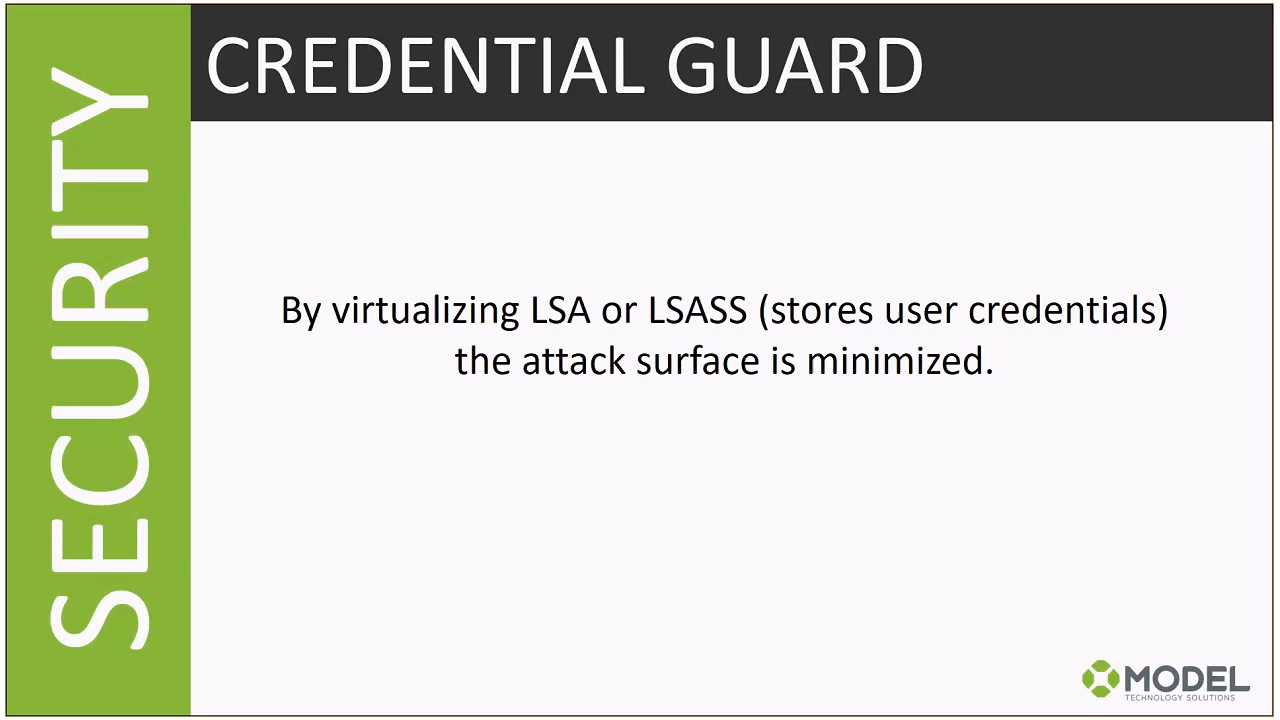 SECURITY
CREDENTIAL GUARD
By virtualizing LSA or LSASS (stores user credentials)
the attack surface is minimized.
MODEL
TECHNOLOGY SOLUTIONS